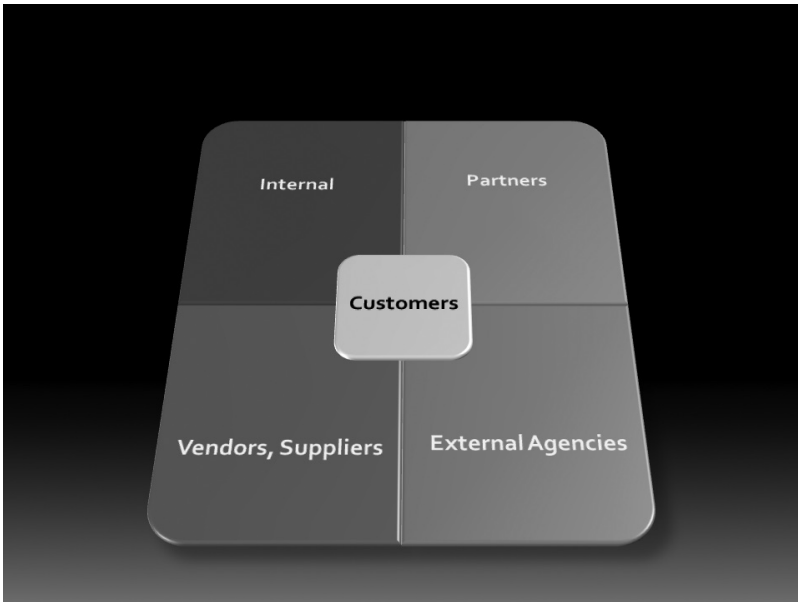 Internal
Partners
Customers
Vendors, Suppliers
External Agencies